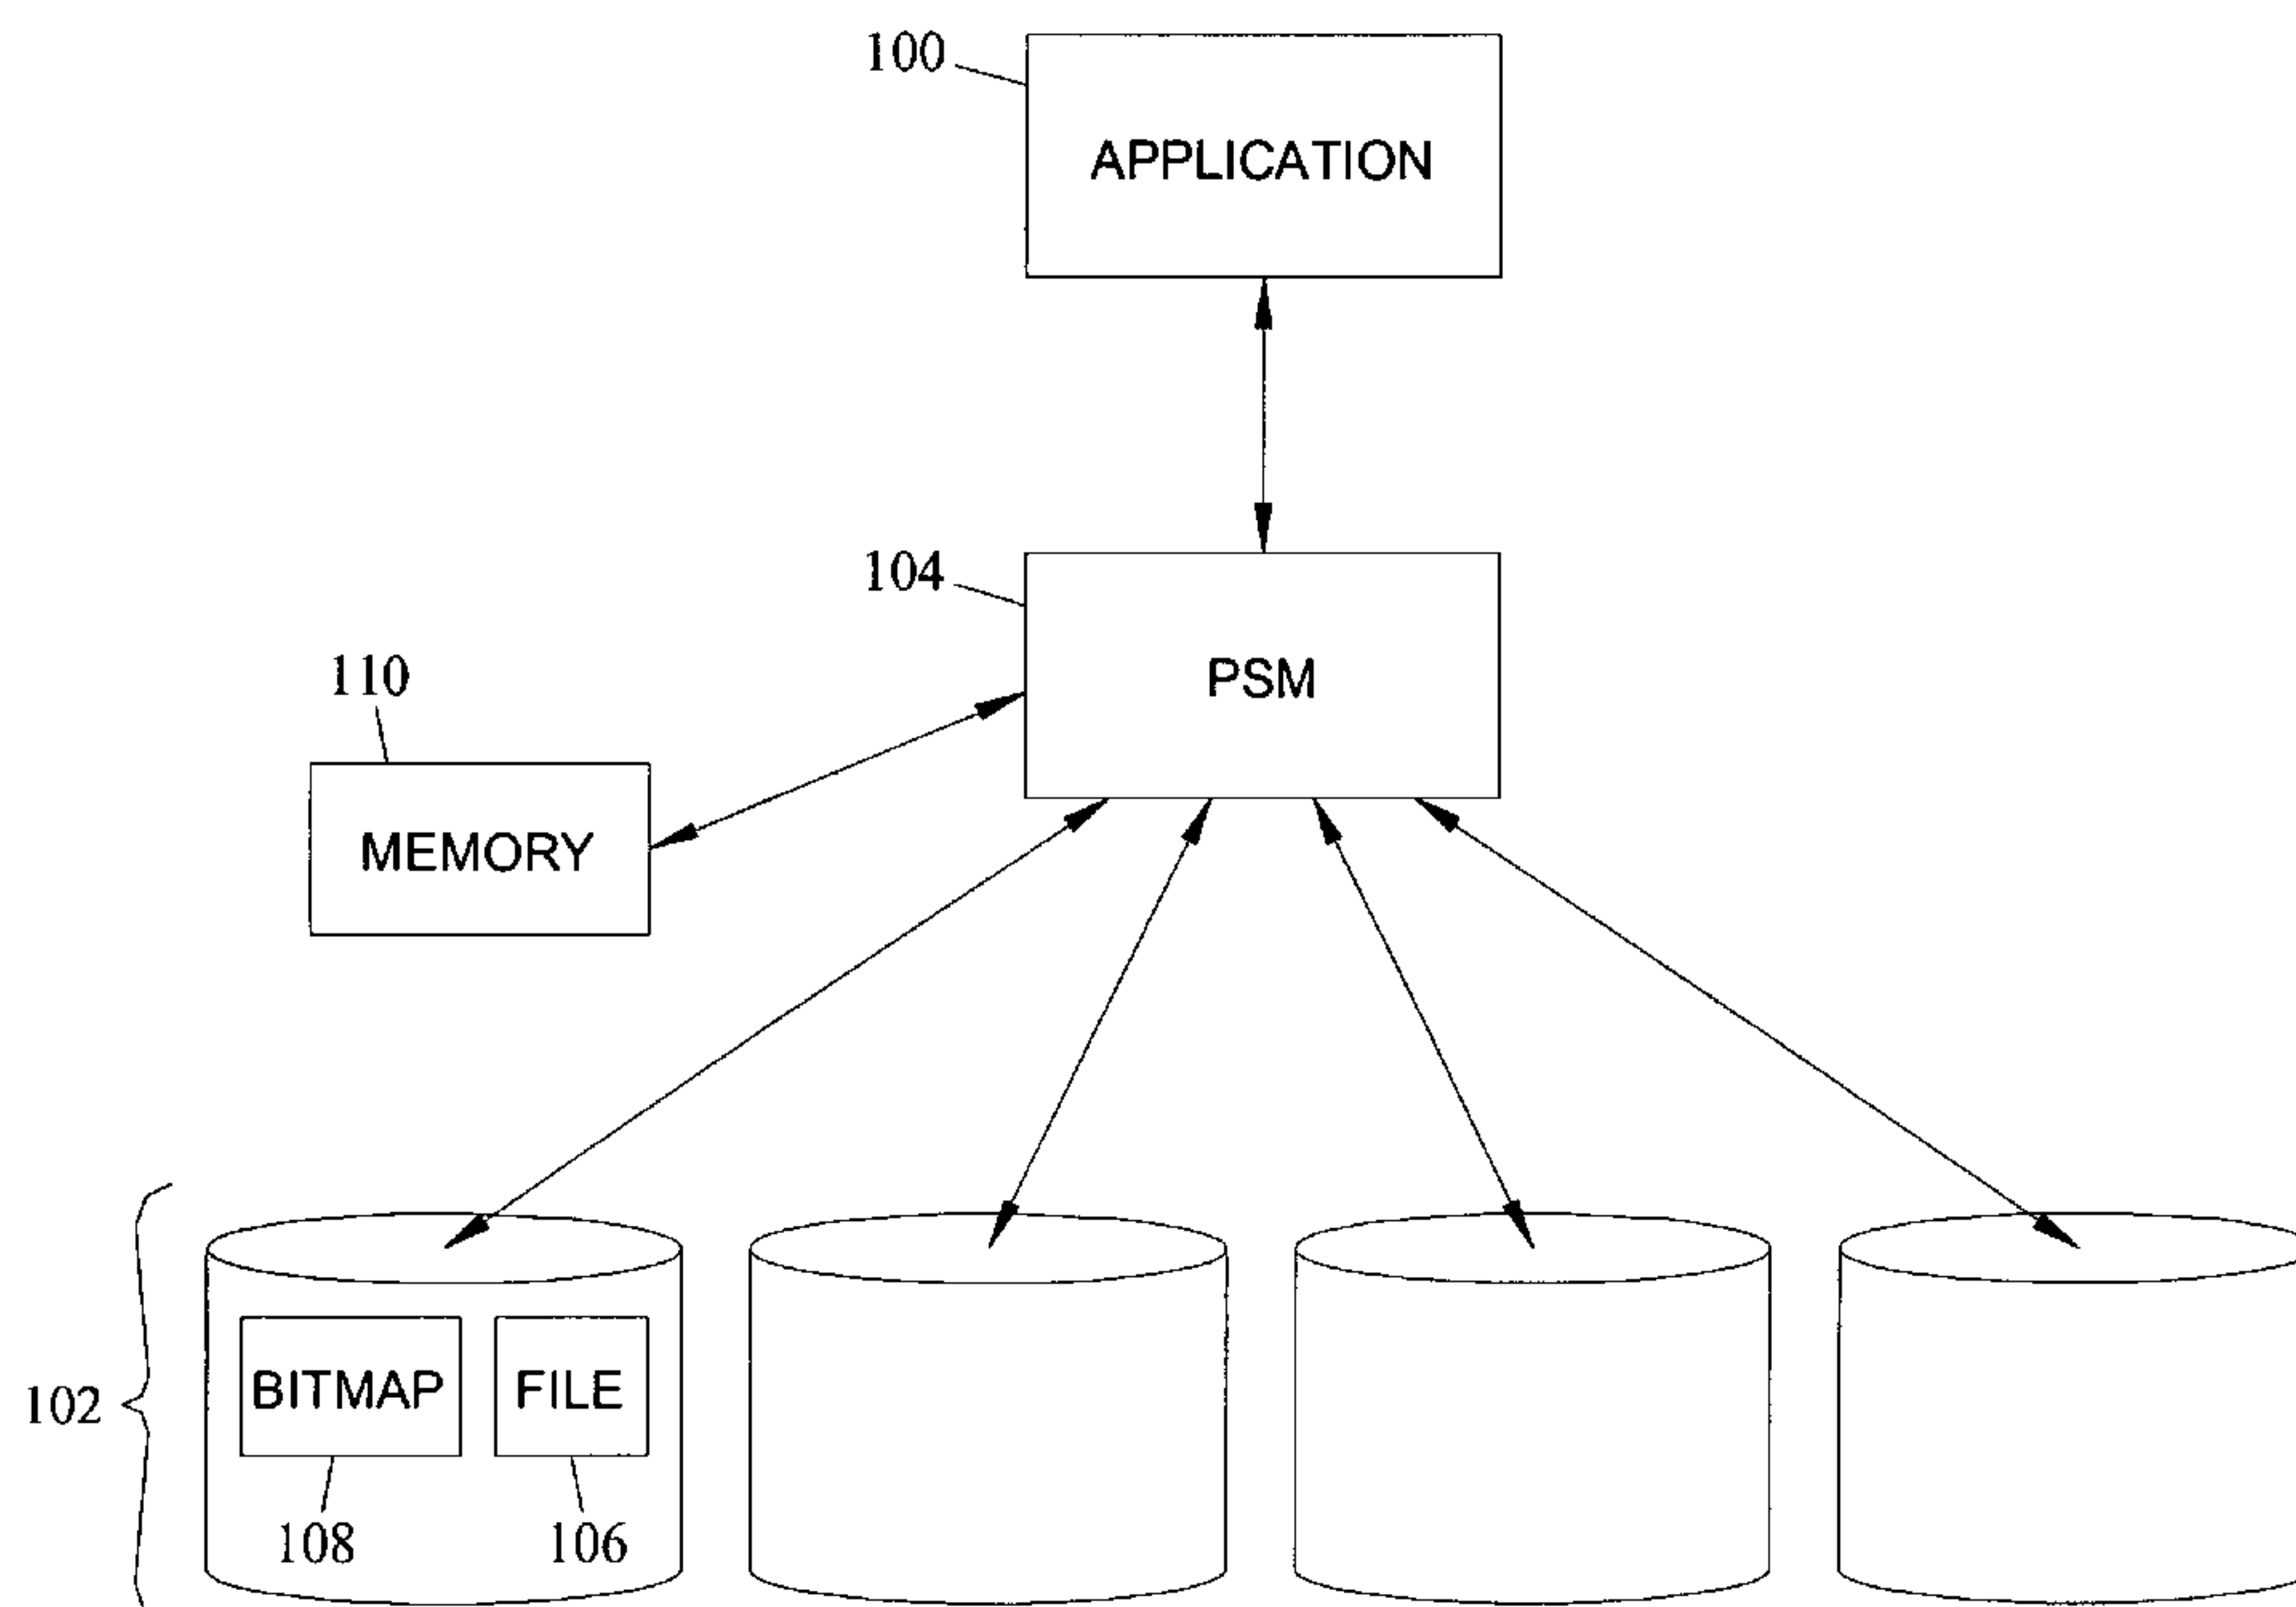 100
APPLICATION
104
PSM
110
MEMORY
102
BITMAP
FILE
108
106